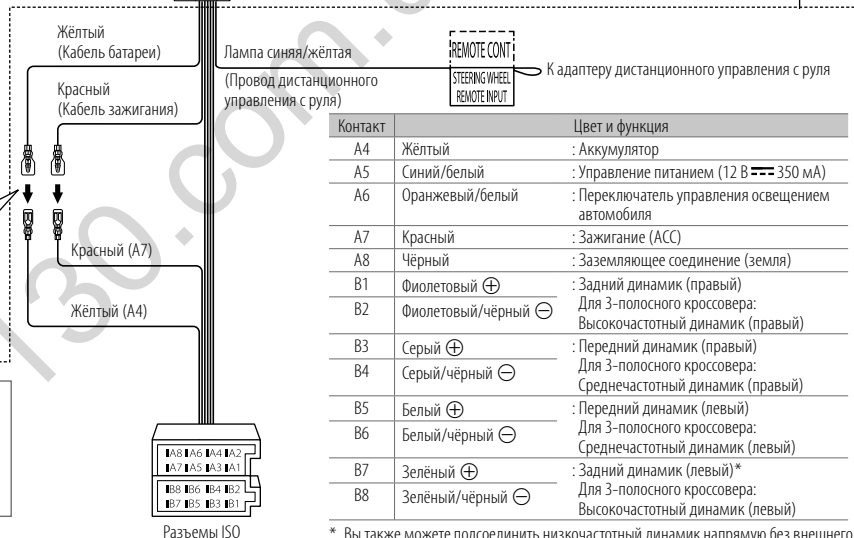 Жёлтый
(Кабель батареи)
Красный
(Кабель зажигания)
Лампа синяя/жёлтая
(Провод дистанционного
управления с руля)
REMOTE CONT
STEERING WHEEL
REMOTE INPUT
К адаптеру дистанционного управления с руля
Красный (A7)
Жёлтый (A4)
A8 A6 A4 A2
A7 A5 A3 A1
B8 B6 B4 B2
B7 B5 B3 B1
Разъемы ISO
Контакт Цвет и функция
A4 Жёлтый : Аккумулятор
A5 Синий/белый : Управление питанием (12 В ⎓ 350 мА)
A6 Оранжевый/белый : Переключатель управления освещением
автомобиля
A7 Красный : Зажигание (ACC)
A8 Чёрный : Заземляющее соединение (земля)
B1 Фиолетовый ⊕ : Задний динамик (правый)
B2 Фиолетовый/чёрный ⊖ Для 3-полосного кроссовера:
Высокочастотный динамик (правый)
B3 Серый ⊕ : Передний динамик (правый)
B4 Серый/чёрный ⊖ Для 3-полосного кроссовера:
Среднечастотный динамик (правый)
B5 Белый ⊕ : Передний динамик (левый)
B6 Белый/чёрный ⊖ Для 3-полосного кроссовера:
Среднечастотный динамик (левый)
B7 Зелёный ⊕ : Задний динамик (левый)*
B8 Зелёный/чёрный ⊖ Для 3-полосного кроссовера:
Высокочастотный динамик (левый)
* Вы также можете подсоединить низкочастотный динамик напрямую без внешнего
130.com.